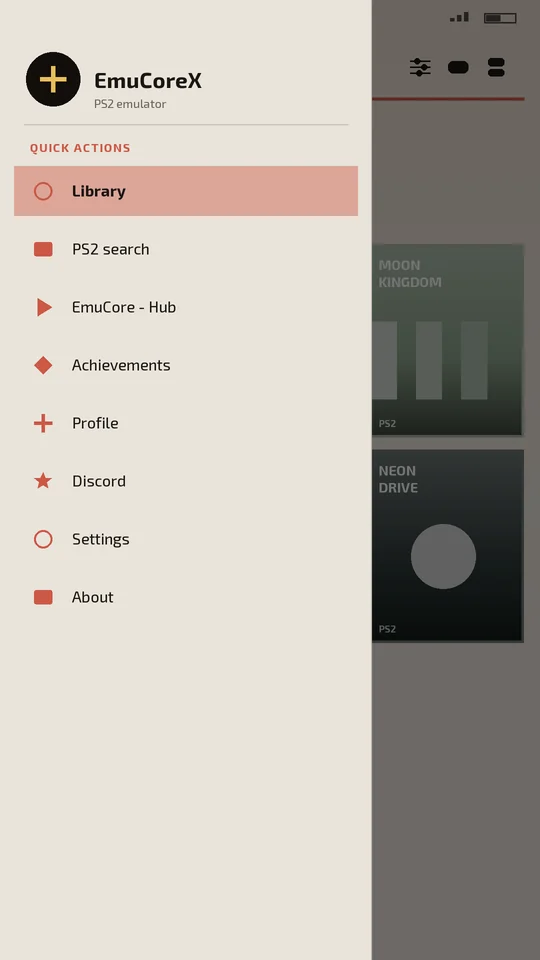 EmuCoreX
PS2 emulator
QUICK ACTIONS
Library
PS2 search
EmuCore - Hub
Achievements
Profile
Discord
Settings
About
MOON
KINGDOM
PS2
NEON
DRIVE
PS2